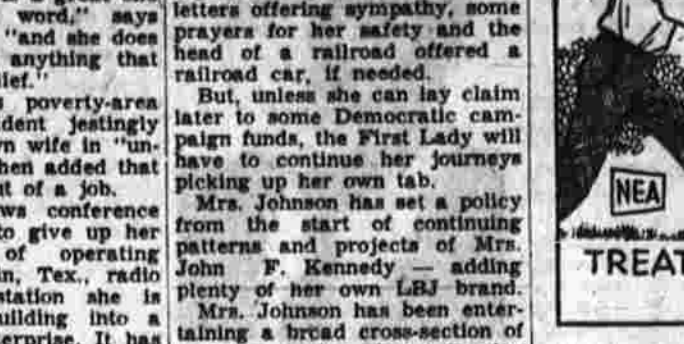 word," says
"and she does
anything that
lief."
poverty-area
dent jestingly
wn wife in "un-
hen added that
t of a job.
ws conference
to give up her
of operating
in, Tex., radio
station she is
uilding into a
erprise. It has
letters offering sympathy, some
prayers for her safety and the
head of a railroad offered a
railroad car, if needed.
But, unless she can lay claim
later to some Democratic cam-
paign funds, the First Lady will
have to continue her journeys
picking up her own tab.
Mrs. Johnson has set a policy
from the start of continuing
patterns and projects of Mrs.
John F. Kennedy — adding
plenty of her own LBJ brand.
Mrs. Johnson has been enter-
taining a broad cross-section of
NEA
TREAT